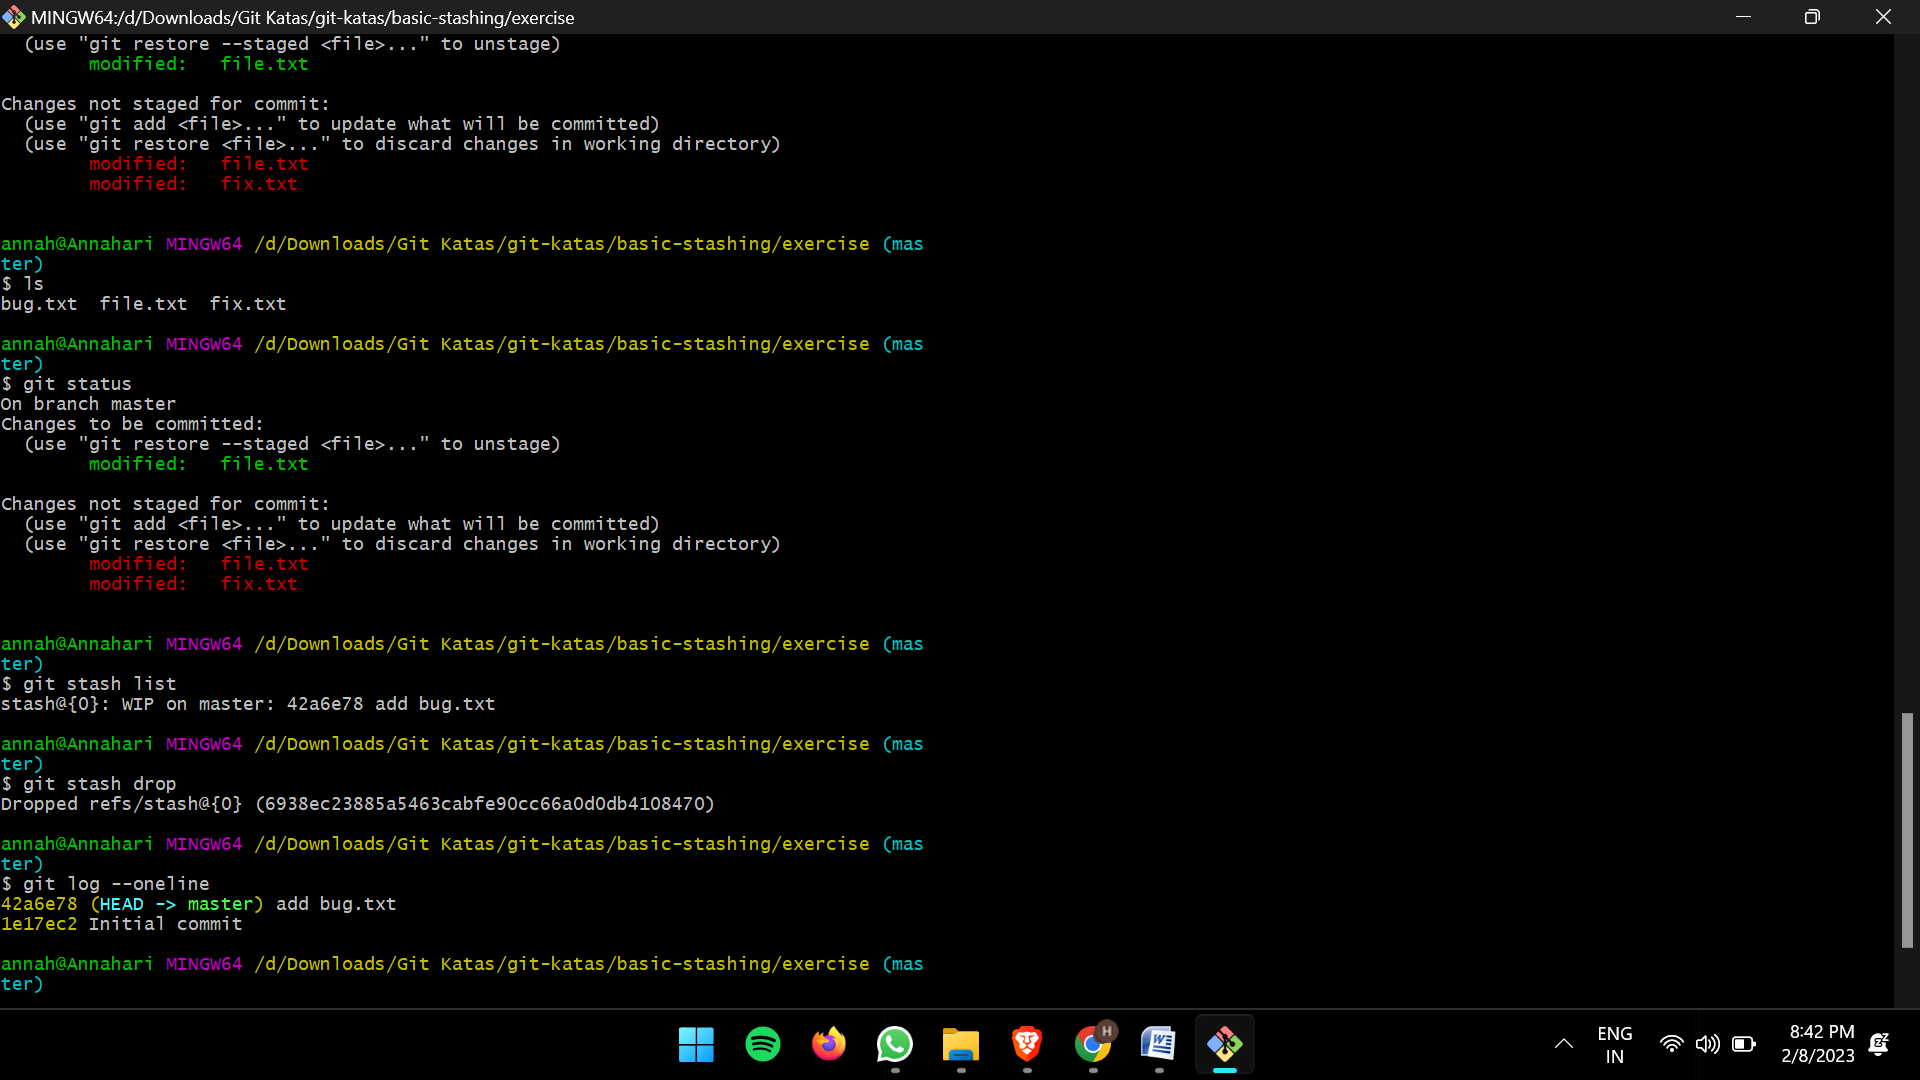 MINGW64:/d/Downloads/Git Katas/git-katas/basic-stashing/exercise
(use "git restore --staged <file>..." to unstage)
modified:   file.txt
Changes not staged for commit:
(use "git add <file>..." to update what will be committed)
(use "git restore <file>..." to discard changes in working directory)
modified:   file.txt
modified:   fix.txt
annah@Annahari MINGW64 /d/Downloads/Git Katas/git-katas/basic-stashing/exercise (mas
ter)
$ ls
bug.txt  file.txt  fix.txt
annah@Annahari MINGW64 /d/Downloads/Git Katas/git-katas/basic-stashing/exercise (mas
ter)
$ git status
On branch master
Changes to be committed:
(use "git restore --staged <file>..." to unstage)
modified:   file.txt
Changes not staged for commit:
(use "git add <file>..." to update what will be committed)
(use "git restore <file>..." to discard changes in working directory)
modified:   file.txt
modified:   fix.txt
annah@Annahari MINGW64 /d/Downloads/Git Katas/git-katas/basic-stashing/exercise (mas
ter)
$ git stash list
stash@{0}: WIP on master: 42a6e78 add bug.txt
annah@Annahari MINGW64 /d/Downloads/Git Katas/git-katas/basic-stashing/exercise (mas
ter)
$ git stash drop
Dropped refs/stash@{0} (6938ec23885a5463cabfe90cc66a0d0db4108470)
annah@Annahari MINGW64 /d/Downloads/Git Katas/git-katas/basic-stashing/exercise (mas
ter)
$ git log --oneline
42a6e78 (HEAD -> master) add bug.txt
1e17ec2 Initial commit
annah@Annahari MINGW64 /d/Downloads/Git Katas/git-katas/basic-stashing/exercise (mas
ter)
H
W
ENG
IN
8:42 PM
2/8/2023